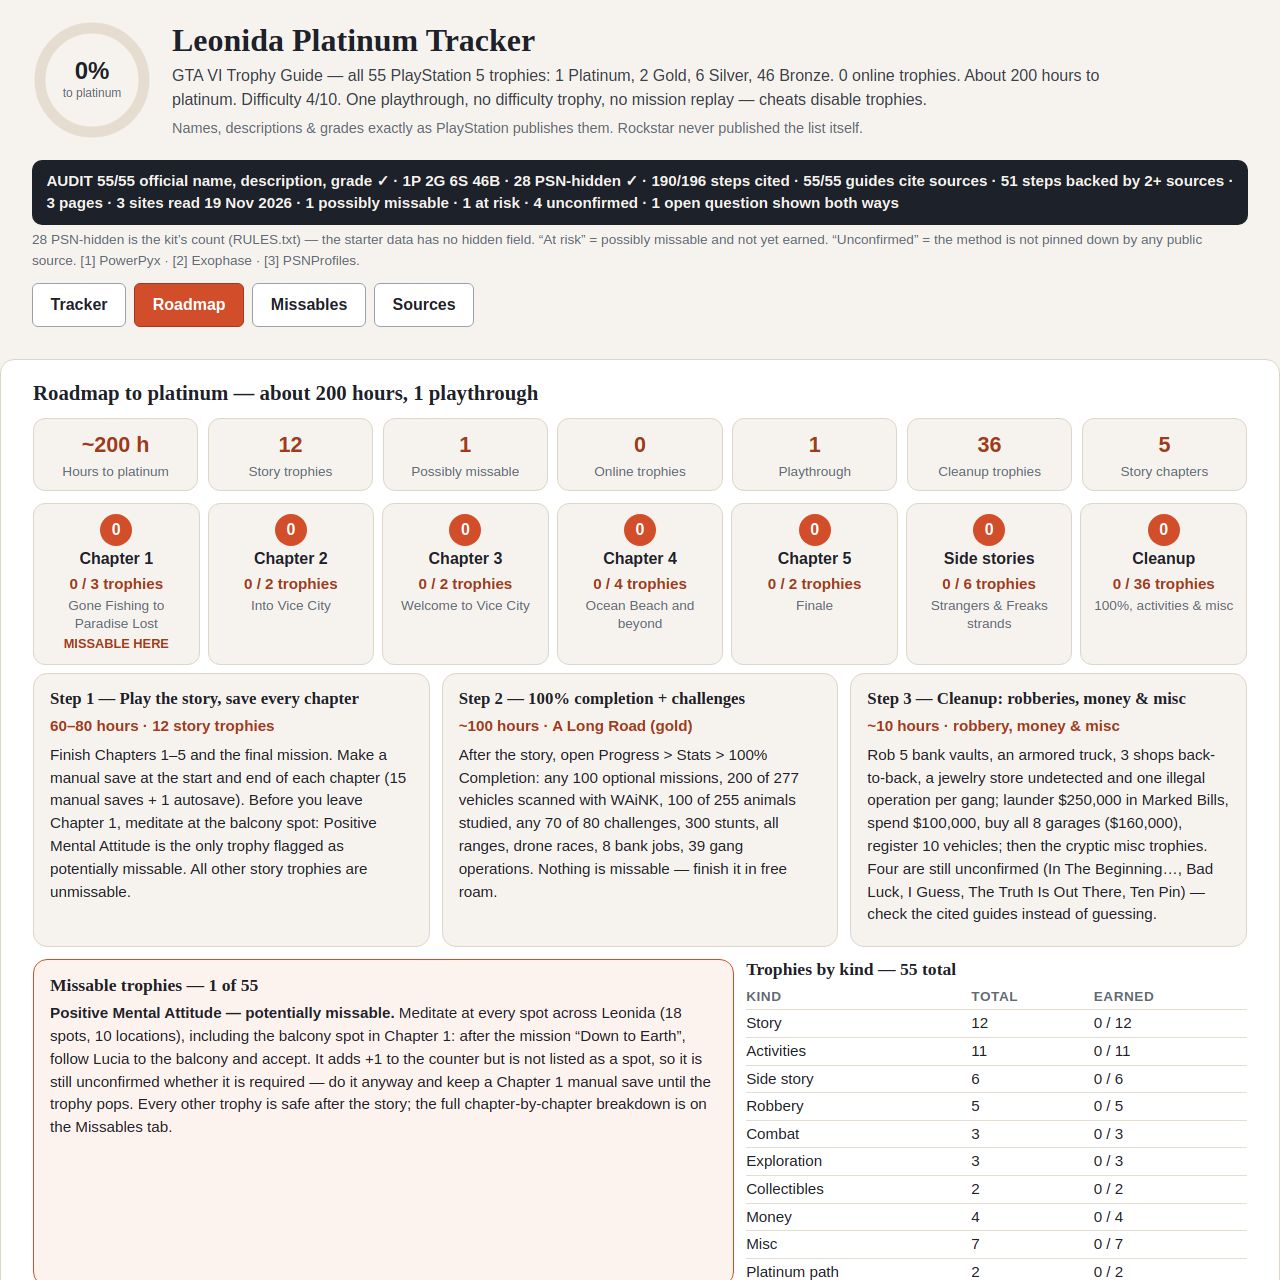 0%
to platinum
Leonida Platinum Tracker
GTA VI Trophy Guide — all 55 PlayStation 5 trophies: 1 Platinum, 2 Gold, 6 Silver, 46 Bronze. 0 online trophies. About 200 hours to
platinum. Difficulty 4/10. One playthrough, no difficulty trophy, no mission replay — cheats disable trophies.
Names, descriptions & grades exactly as PlayStation publishes them. Rockstar never published the list itself.
AUDIT 55/55 official name, description, grade ✓ · 1P 2G 6S 46B · 28 PSN-hidden ✓ · 190/196 steps cited · 55/55 guides cite sources · 51 steps backed by 2+ sources ·
3 pages · 3 sites read 19 Nov 2026 · 1 possibly missable · 1 at risk · 4 unconfirmed · 1 open question shown both ways
28 PSN-hidden is the kit’s count (RULES.txt) — the starter data has no hidden field. “At risk” = possibly missable and not yet earned. “Unconfirmed” = the method is not pinned down by any public
source. [1] PowerPyx · [2] Exophase · [3] PSNProfiles.
Tracker
Roadmap
Missables
Sources
Roadmap to platinum — about 200 hours, 1 playthrough
~200 h
Hours to platinum
12
Story trophies
1
Possibly missable
0
Online trophies
1
Playthrough
36
Cleanup trophies
5
Story chapters
0
Chapter 1
0 / 3 trophies
Gone Fishing to
Paradise Lost
MISSABLE HERE
0
Chapter 2
0 / 2 trophies
Into Vice City
0
Chapter 3
0 / 2 trophies
Welcome to Vice City
0
Chapter 4
0 / 4 trophies
Ocean Beach and
beyond
0
Chapter 5
0 / 2 trophies
Finale
0
Side stories
0 / 6 trophies
Strangers & Freaks
strands
0
Cleanup
0 / 36 trophies
100%, activities & misc
Step 1 — Play the story, save every chapter
60–80 hours · 12 story trophies
Finish Chapters 1–5 and the final mission. Make a
manual save at the start and end of each chapter (15
manual saves + 1 autosave). Before you leave
Chapter 1, meditate at the balcony spot: Positive
Mental Attitude is the only trophy flagged as
potentially missable. All other story trophies are
unmissable.
Step 2 — 100% completion + challenges
~100 hours · A Long Road (gold)
After the story, open Progress > Stats > 100%
Completion: any 100 optional missions, 200 of 277
vehicles scanned with WAiNK, 100 of 255 animals
studied, any 70 of 80 challenges, 300 stunts, all
ranges, drone races, 8 bank jobs, 39 gang
operations. Nothing is missable — finish it in free
roam.
Step 3 — Cleanup: robberies, money & misc
~10 hours · robbery, money & misc
Rob 5 bank vaults, an armored truck, 3 shops back-
to-back, a jewelry store undetected and one illegal
operation per gang; launder $250,000 in Marked Bills,
spend $100,000, buy all 8 garages ($160,000),
register 10 vehicles; then the cryptic misc trophies.
Four are still unconfirmed (In The Beginning…, Bad
Luck, I Guess, The Truth Is Out There, Ten Pin) —
check the cited guides instead of guessing.
Missable trophies — 1 of 55
Positive Mental Attitude — potentially missable. Meditate at every spot across Leonida (18
spots, 10 locations), including the balcony spot in Chapter 1: after the mission “Down to Earth”,
follow Lucia to the balcony and accept. It adds +1 to the counter but is not listed as a spot, so it is
still unconfirmed whether it is required — do it anyway and keep a Chapter 1 manual save until the
trophy pops. Every other trophy is safe after the story; the full chapter-by-chapter breakdown is on
the Missables tab.
Trophies by kind — 55 total
KIND TOTAL EARNED
Story 12 0 / 12
Activities 11 0 / 11
Side story 6 0 / 6
Robbery 5 0 / 5
Combat 3 0 / 3
Exploration 3 0 / 3
Collectibles 2 0 / 2
Money 4 0 / 4
Misc 7 0 / 7
Platinum path 2 0 / 2